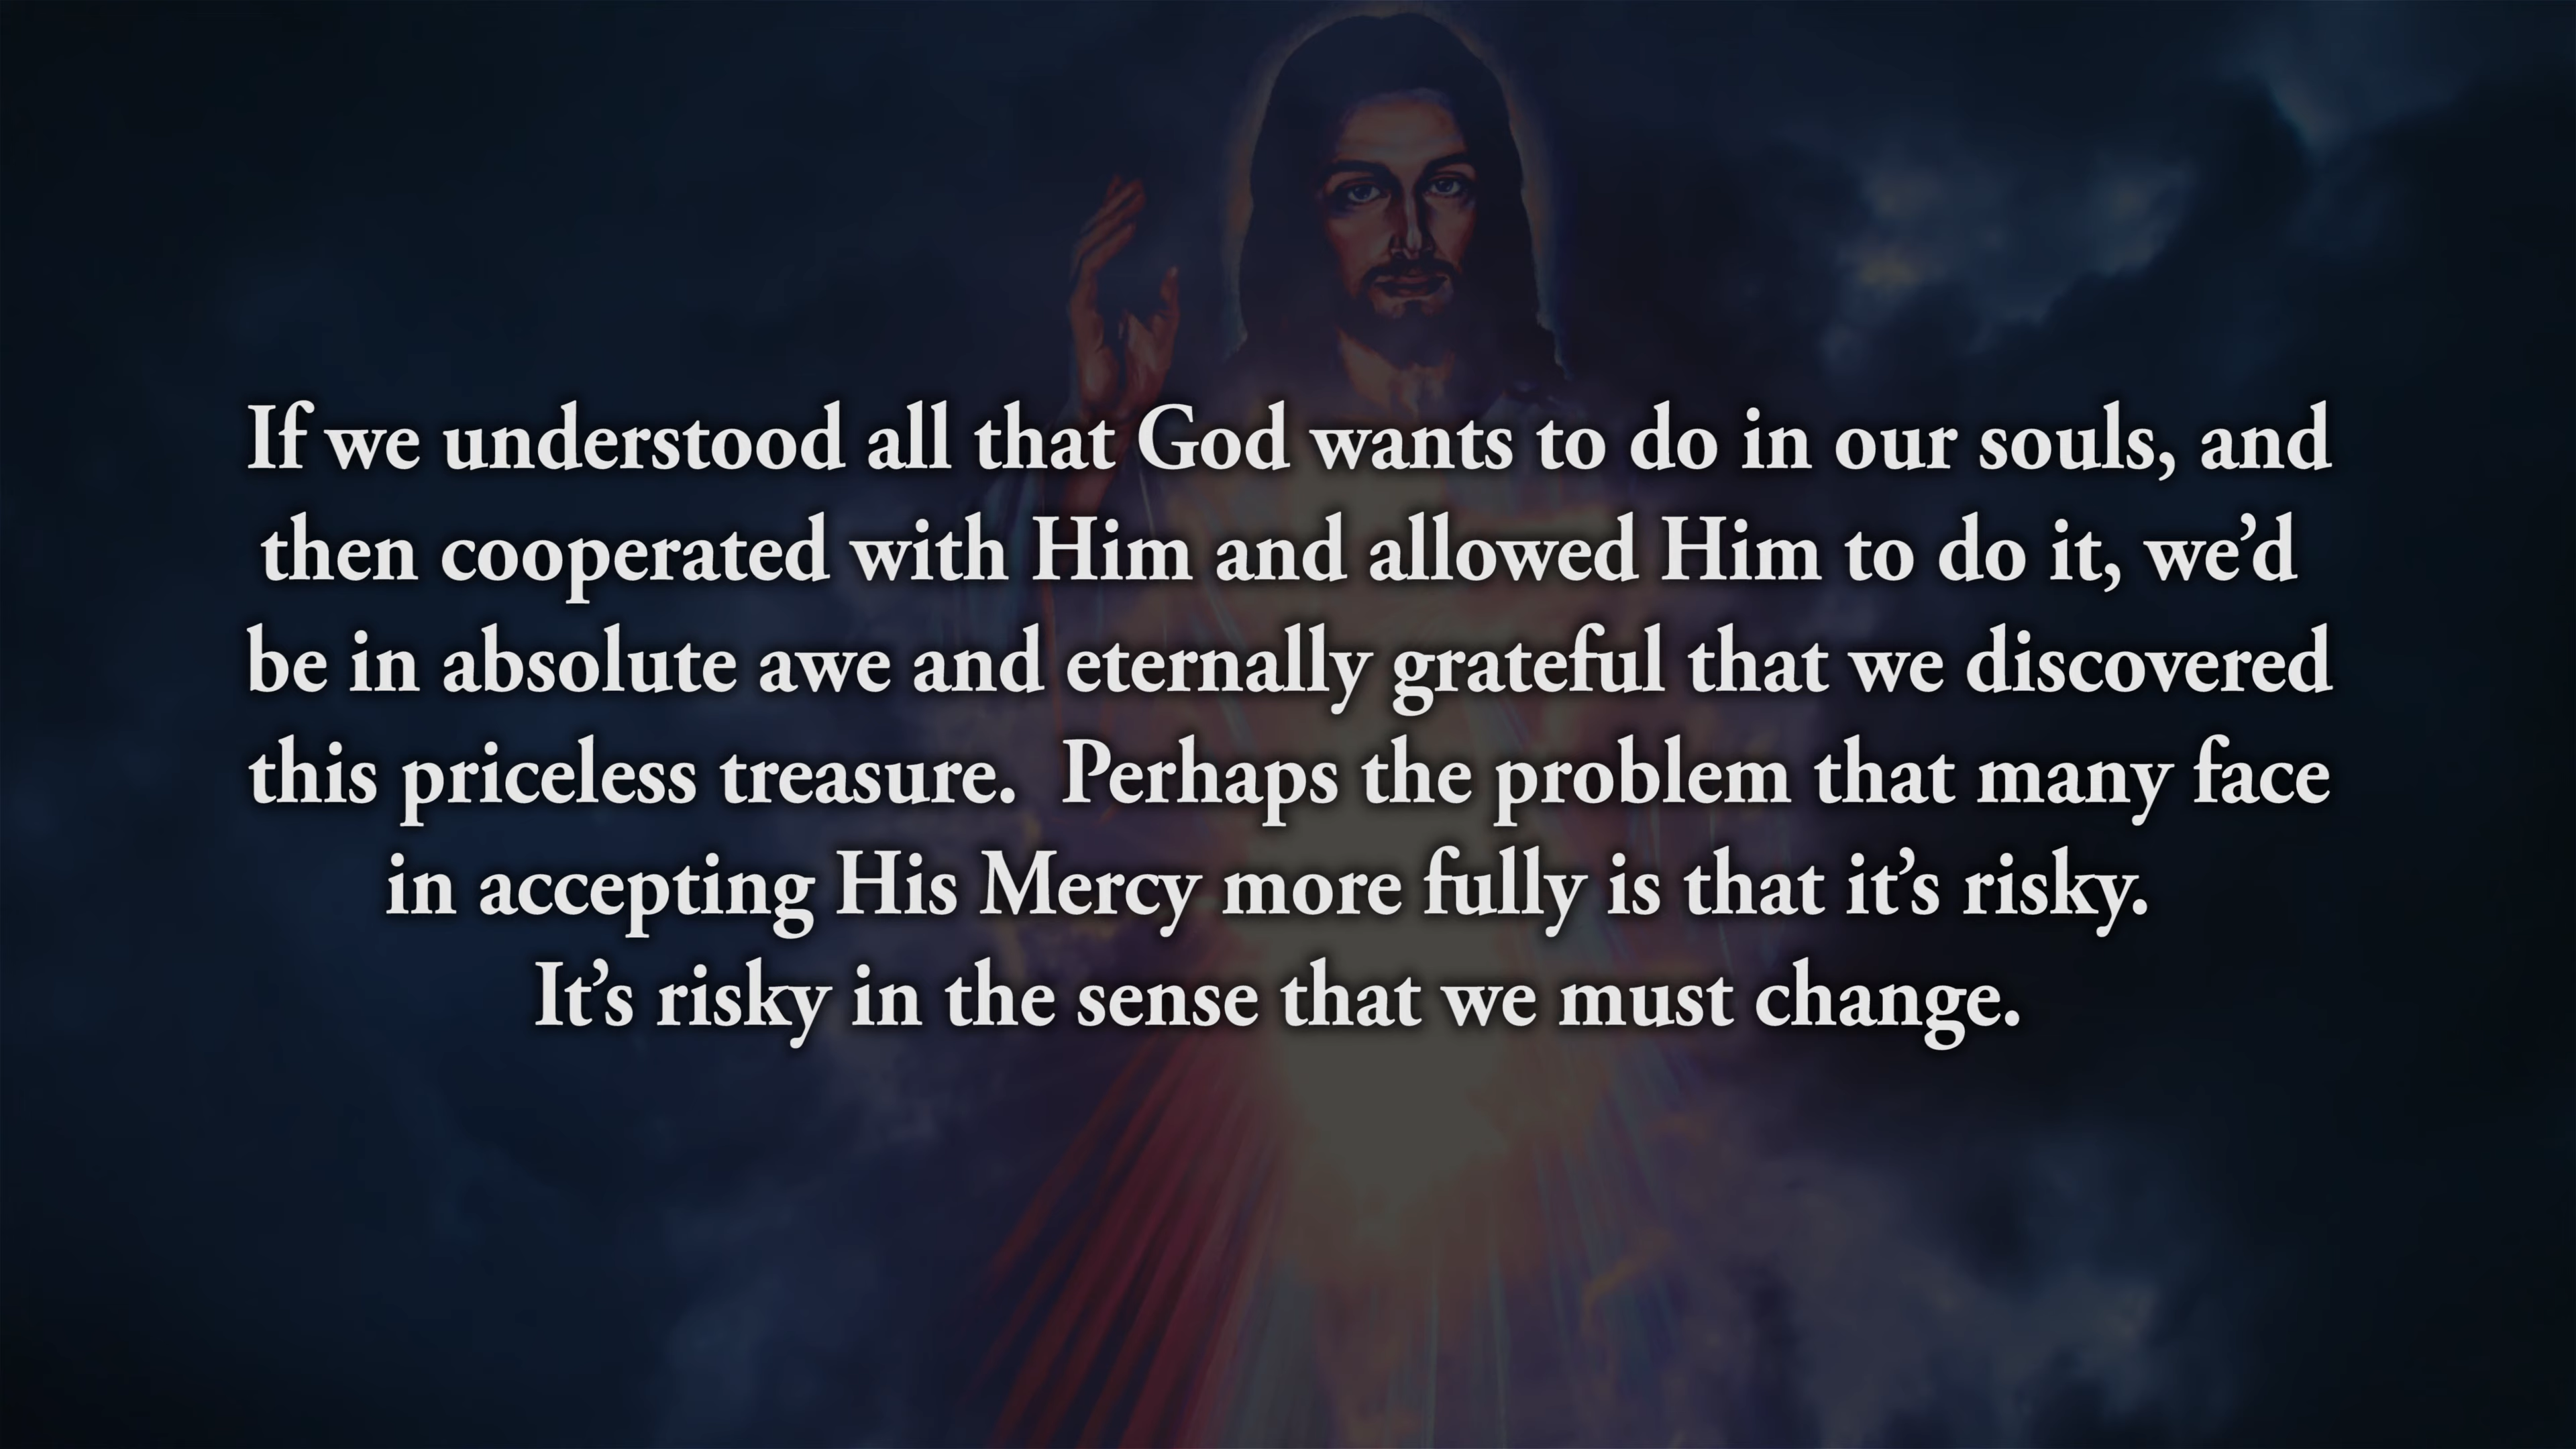 If we understood all that God wants to do in our souls, and
then cooperated with Him and allowed Him to do it, we’d
be in absolute awe and eternally grateful that we discovered
this priceless treasure.  Perhaps the problem that many face
in accepting His Mercy more fully is that it’s risky.
It’s risky in the sense that we must change.